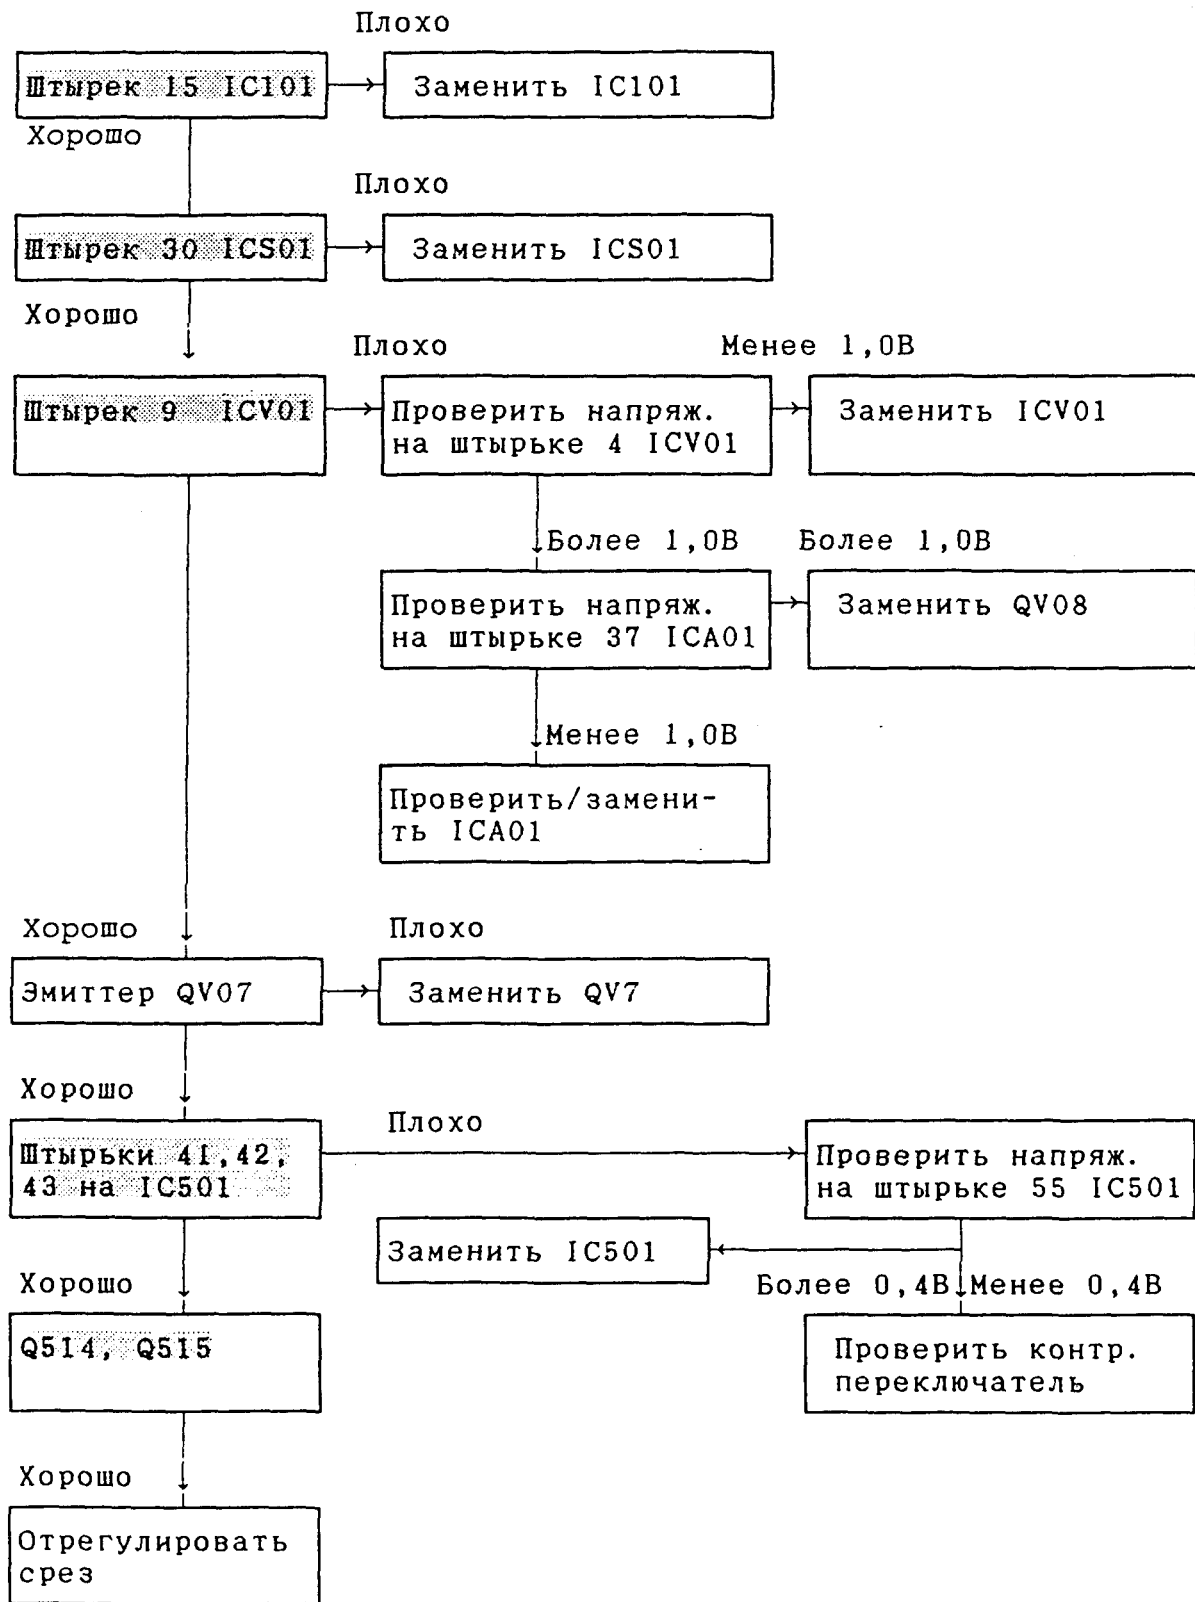 Плохо
Штырек 15 IC101
Заменить IC101
Хорошо
Плохо
Штырек 30 ICS01
Заменить ICS01
Хорошо
Плохо
Менее 1,0В
Штырек 9 ICV01
Проверить напряж.
на штырьке 4 ICV01
Заменить ICV01
Более 1,0В
Более 1,0В
Проверить напряж.
на штырьке 37 ICA01
Заменить QV08
Менее 1,0В
Проверить/замени-
ть ICA01
Хорошо
Плохо
Эмиттер QV07
Заменить QV7
Хорошо
Плохо
Штырьки 41,42,
43 на IC501
Проверить напряж.
на штырьке 55 IC501
Заменить IC501
Хорошо
Более 0,4В
Менее 0,4В
Q514, Q515
Проверить контр.
переключатель
Хорошо
Отрегулировать
срез